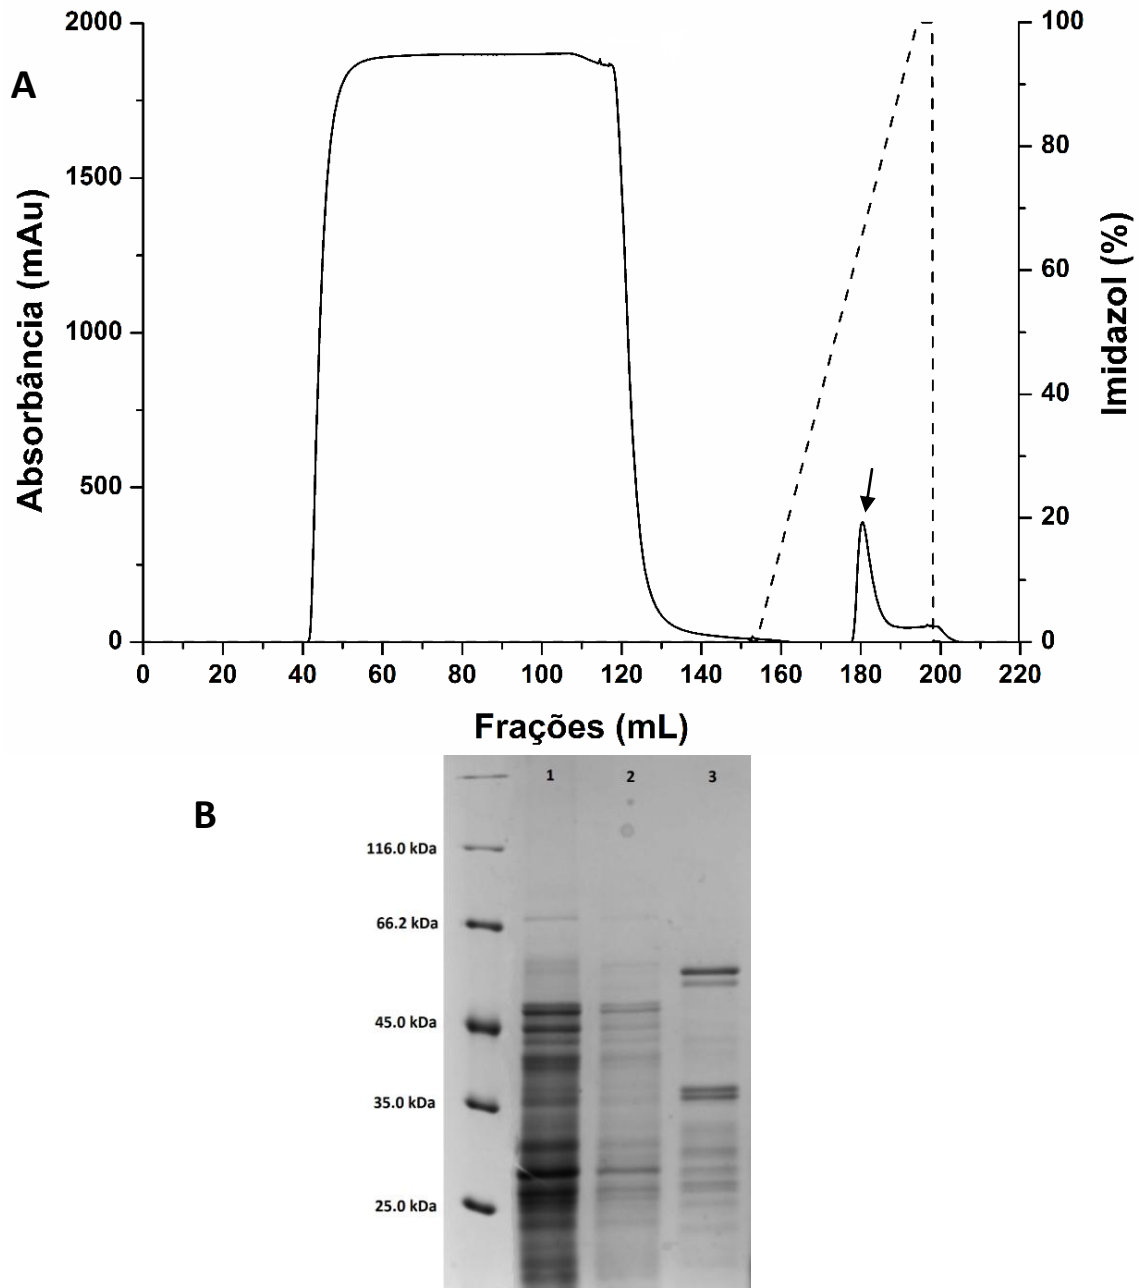 A
Absorbância (mAu)
2000
1500
1000
500
0
100
80
60
40
20
0
Imidazol (%)
0 20 40 60 80 100 120 140 160 180 200 220
Frações (mL)
B
1 2 3
116.0 kDa
66.2 kDa
45.0 kDa
35.0 kDa
25.0 kDa